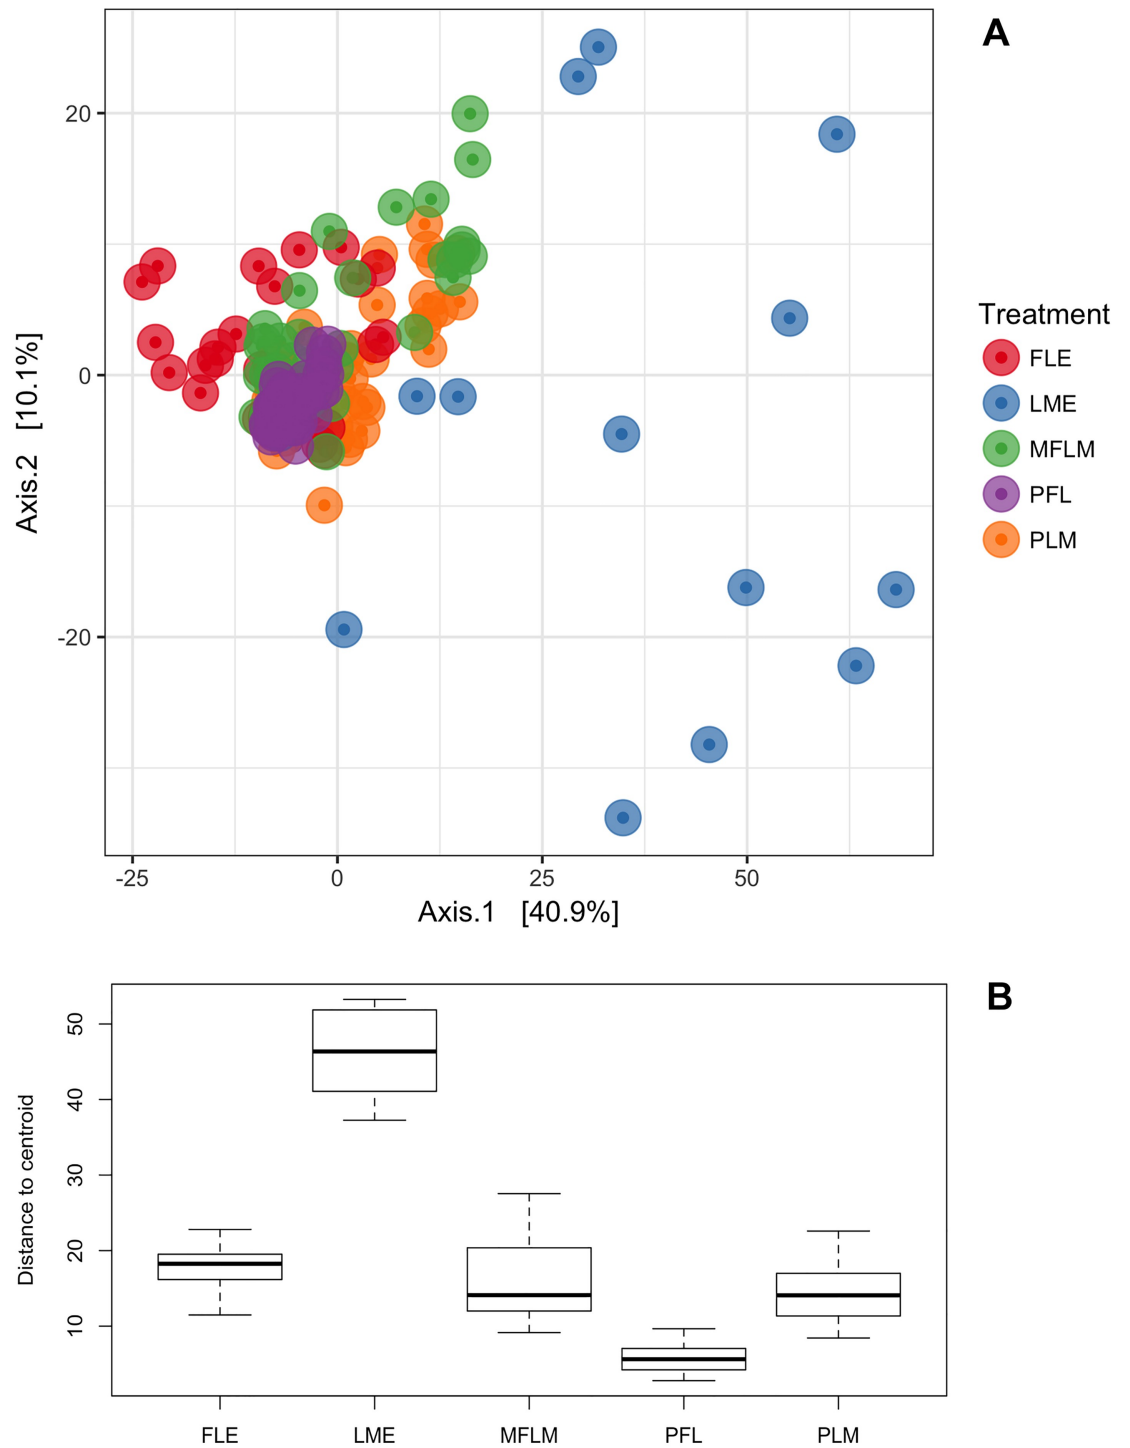 A
20
0
-20
Axis.2 [10.1%]
-25 0 25 50
Axis.1 [40.9%]
Treatment
FLE
LME
MFLM
PFL
PLM
B
50
40
30
20
10
Distance to centroid
FLE LME MFLM PFL PLM